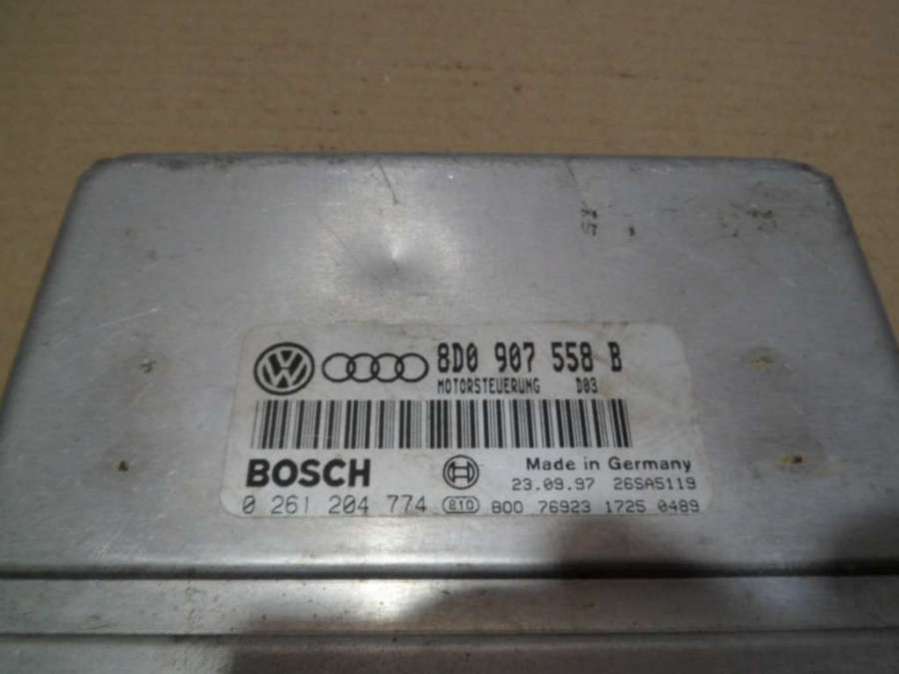 8D0 907 558 B
MOTORSTEUERUNG D03
BOSCH
Made in Germany
23.09.97 26SA5119
0 261 204 774 e10 800 76923 1725 0489